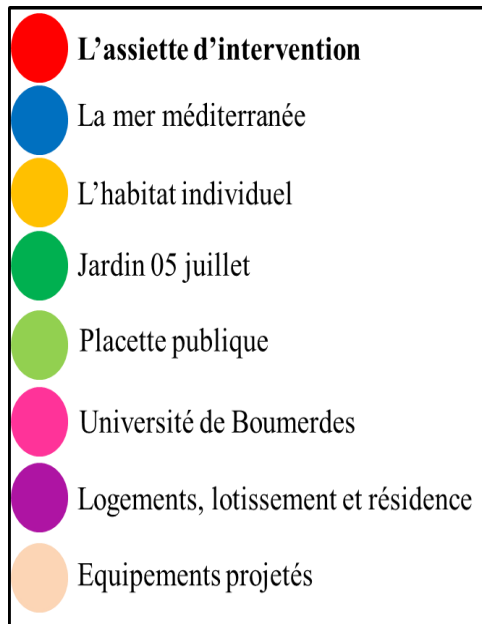 L’assiette d’intervention
La mer méditerranée
L’habitat individuel
Jardin 05 juillet
Placette publique
Université de Boumerdes
Logements, lotissement et résidence
Equipements projetés